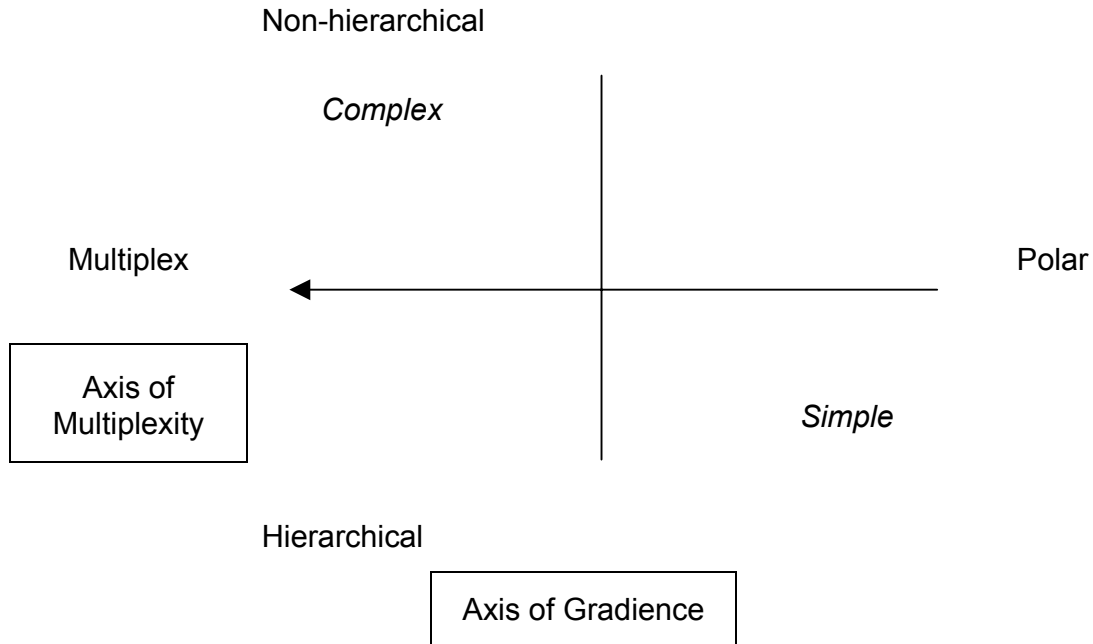 Non-hierarchical
Complex
Multiplex
Polar
Axis of
Multiplexity
Simple
Hierarchical
Axis of Gradience